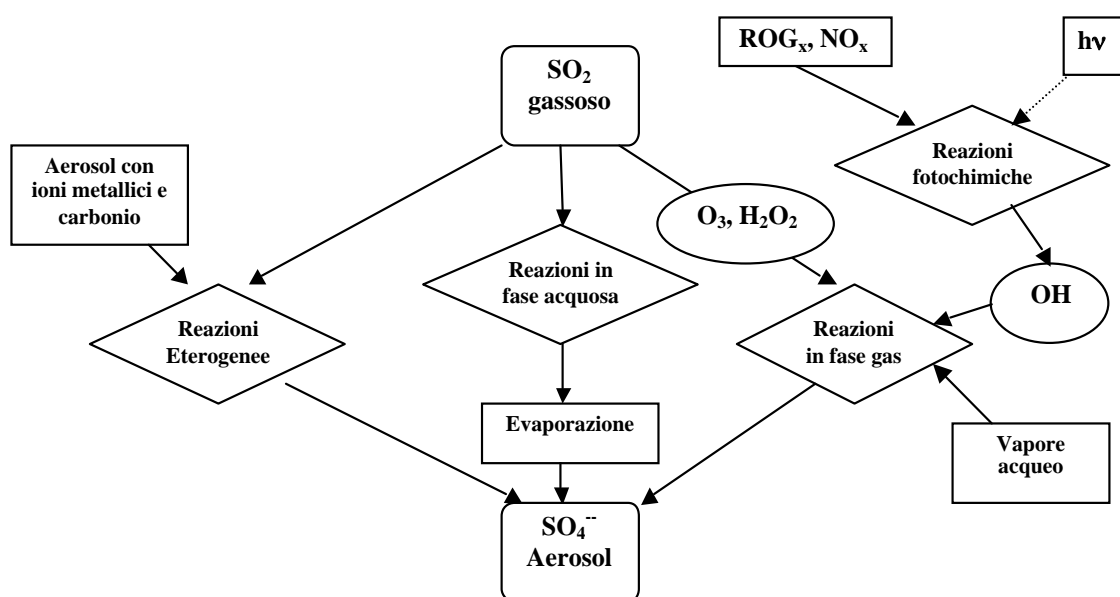 ROGₓ, NOₓ
hν
SO₂
gassoso
Aerosol con
ioni metallici e
carbonio
Reazioni
fotochimiche
O₃, H₂O₂
Reazioni in
fase acquosa
OH
Reazioni
Eterogenee
Reazioni
in fase gas
Evaporazione
Vapore
acqueo
SO₄⁻⁻
Aerosol